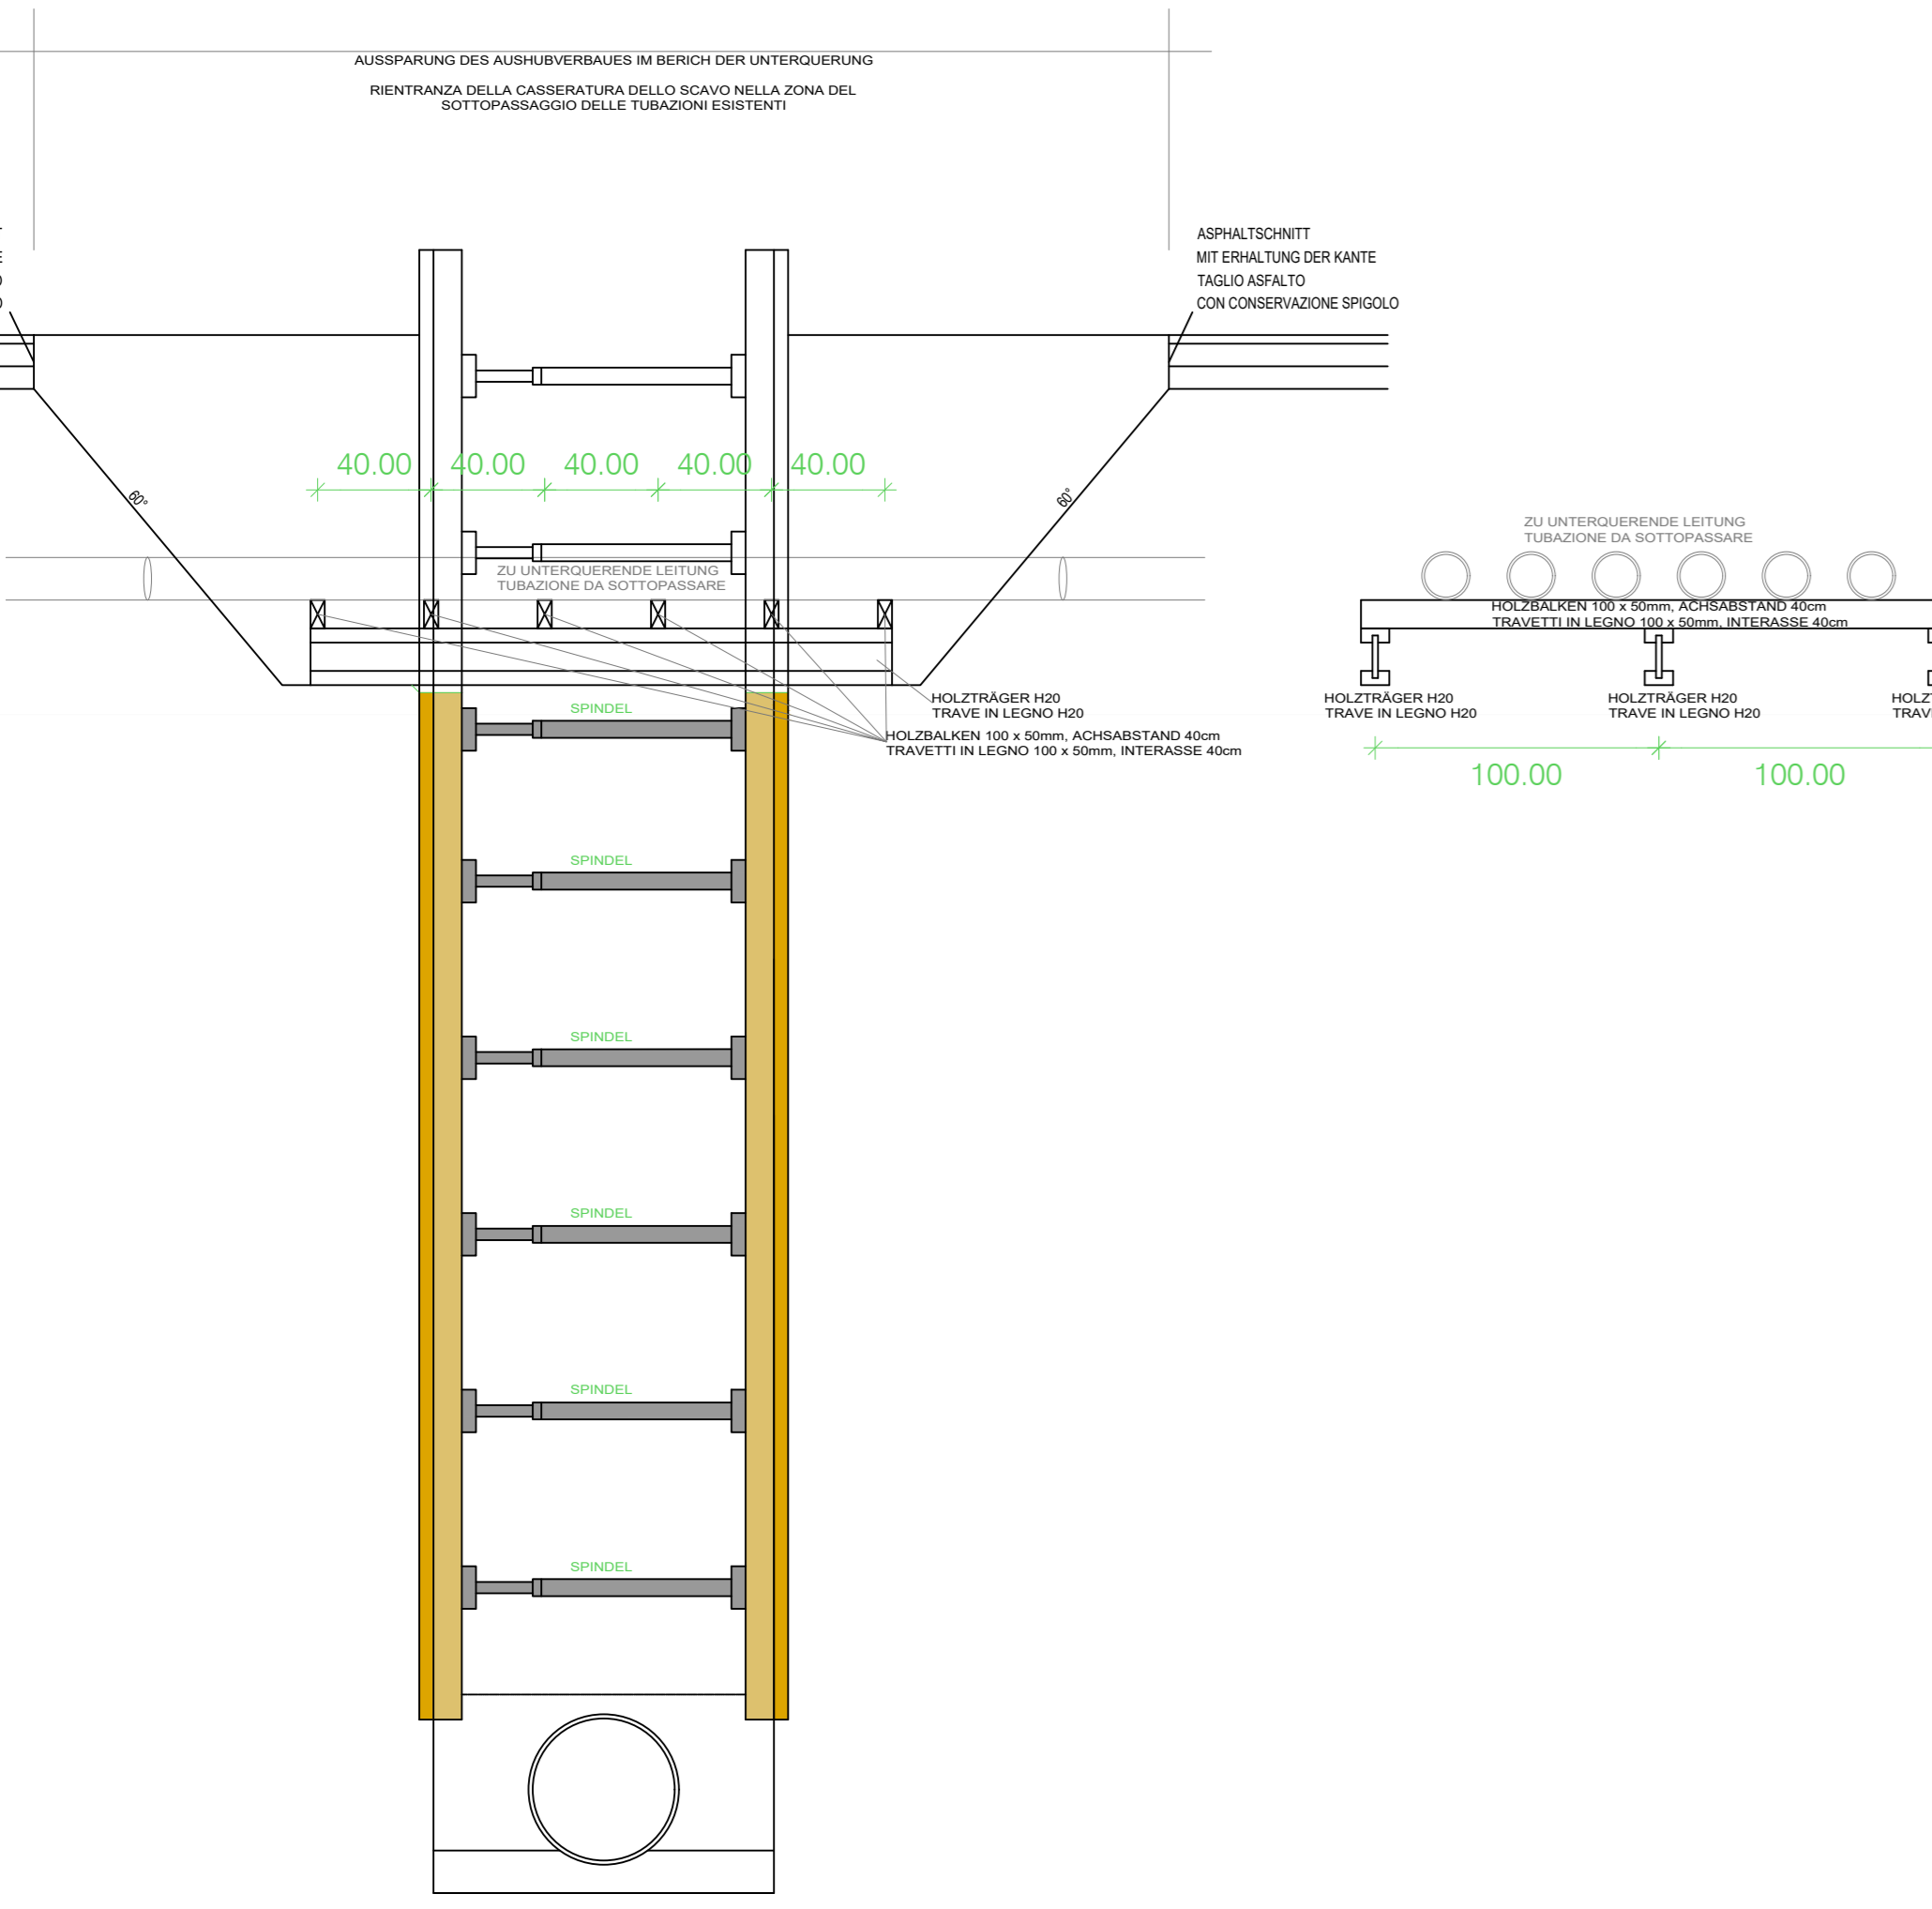 AUSSPARUNG DES AUSHUBVERBAUES IM BERICH DER UNTERQUERUNG
RIENTRANZA DELLA CASSERATURA DELLO SCAVO NELLA ZONA DEL
SOTTOPASSAGGIO DELLE TUBAZIONI ESISTENTI
ASPHALTSCHNITT
MIT ERHALTUNG DER KANTE
TAGLIO ASFALTO
CON CONSERVAZIONE SPIGOLO
40.00 40.00 40.00 40.00 40.00
60°
60°
ZU UNTERQUERENDE LEITUNG
TUBAZIONE DA SOTTOPASSARE
ZU UNTERQUERENDE LEITUNG
TUBAZIONE DA SOTTOPASSARE
HOLZBALKEN 100 x 50mm, ACHSABSTAND 40cm
TRAVETTI IN LEGNO 100 x 50mm, INTERASSE 40cm
HOLZTRÄGER H20
TRAVE IN LEGNO H20
HOLZBALKEN 100 x 50mm, ACHSABSTAND 40cm
TRAVETTI IN LEGNO 100 x 50mm, INTERASSE 40cm
HOLZTRÄGER H20
TRAVE IN LEGNO H20
HOLZTRÄGER H20
TRAVE IN LEGNO H20
100.00 100.00
SPINDEL
SPINDEL
SPINDEL
SPINDEL
SPINDEL
SPINDEL